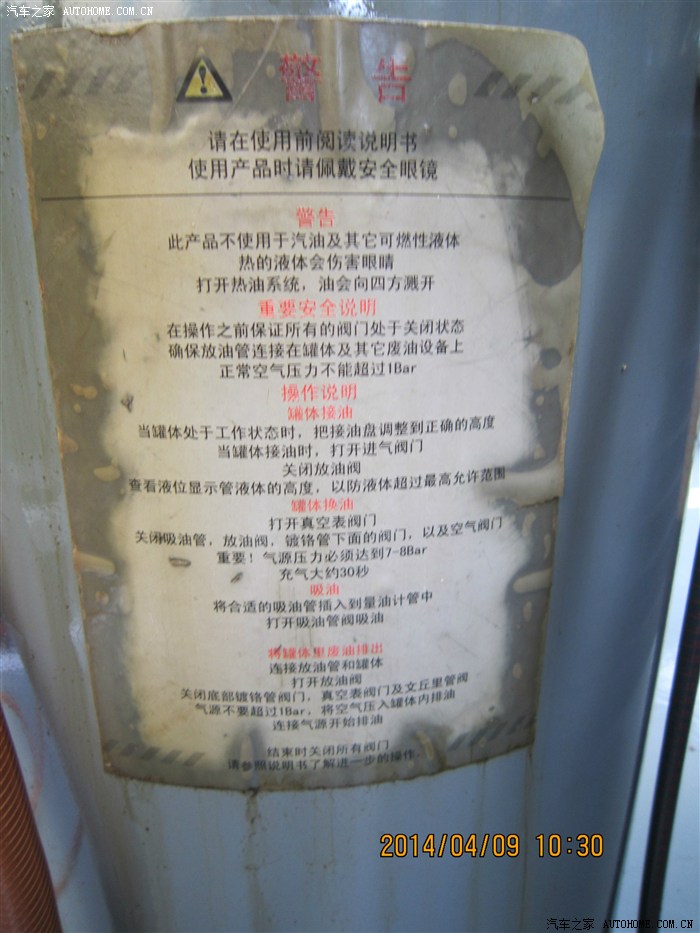 汽车之家 AUTOHOME.COM.CN
警 告
请在使用前阅读说明书
使用产品时请佩戴安全眼镜
警告
此产品不使用于汽油及其它可燃性液体
热的液体会伤害眼睛
打开热油系统，油会向四方溅开
重要安全说明
在操作之前保证所有的阀门处于关闭状态
确保放油管连接在罐体及其它废油设备上
正常空气压力不能超过1Bar
操作说明
罐体接油
当罐体处于工作状态时，把接油盘调整到正确的高度
当罐体接油时，打开进气阀门
关闭放油阀
查看液位显示管液体的高度，以防液体超过最高允许范围
罐体换油
打开真空表阀门
关闭吸油管，放油阀，镀铬管下面的阀门，以及空气阀门
重要！气源压力必须达到7-8Bar
充气大约30秒
吸油
将合适的吸油管插入到量油计管中
打开吸油管阀吸油
将罐体里废油排出
连接放油管和罐体
打开放油阀
关闭底部镀铬管阀门，真空表阀门及文丘里管阀
气源不要超过1Bar，将空气压入罐体内排油
连接气源开始排油
结束时关闭所有阀门
请参照说明书了解进一步的操作
2014/04/09 10:30
汽车之家 AUTOHOME.COM.CN